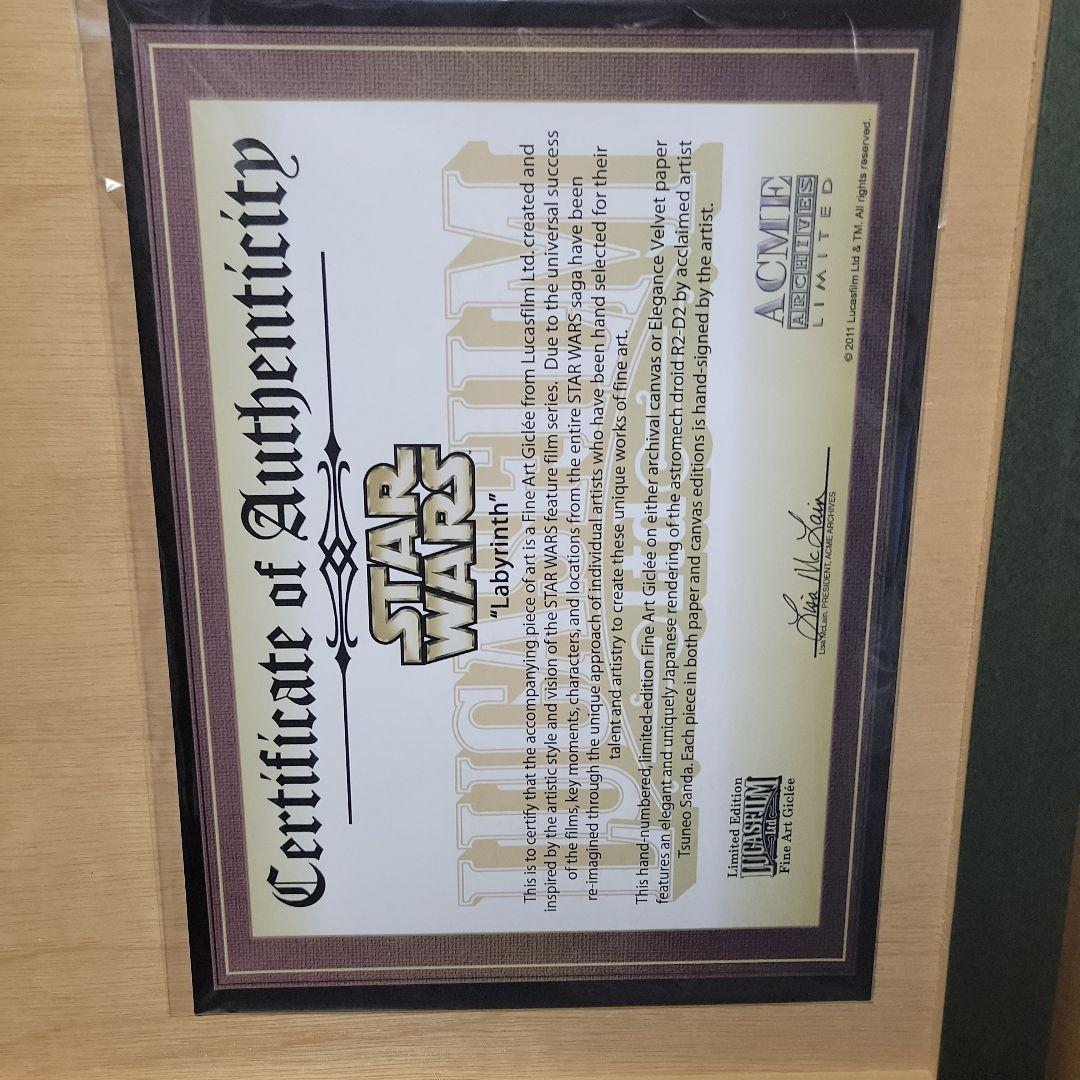 Certificate of Authenticity
STAR
WARS
"Labyrinth"
This is to certify that the accompanying piece of art is a Fine Art Giclée from Lucasfilm Ltd. created and
inspired by the artistic style and vision of the STAR WARS feature film series. Due to the universal success
of the films, key moments, characters, and locations from the entire STAR WARS saga have been
re-imagined through the unique approach of individual artists who have been hand selected for their
talent and artistry to create these unique works of fine art.
This hand-numbered, limited-edition Fine Art Giclée on either archival canvas or Elegance Velvet paper
features an elegant and uniquely Japanese rendering of the astromech droid R2-D2 by acclaimed artist
Tsuneo Sanda. Each piece in both paper and canvas editions is hand-signed by the artist.
LUCASFILM
Ltd
Limited Edition
LUCASFILM
Ltd
Fine Art Giclée
Lisa McLain
Lisa McLain, PRESIDENT, ACME ARCHIVES
ACME
ARCHIVES
LIMITED
© 2011 Lucasfilm Ltd & TM. All rights reserved.